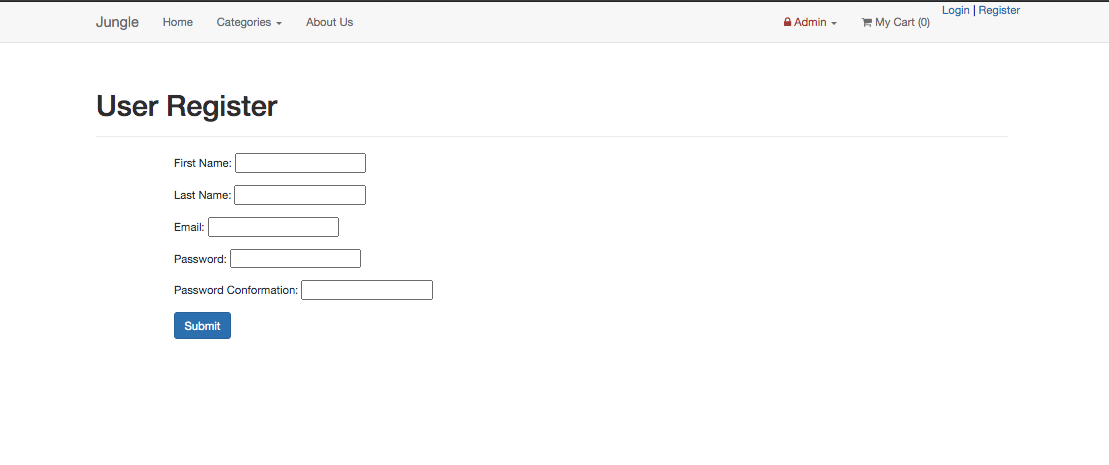 Jungle Home Categories About Us Admin My Cart (0) Login | Register
User Register
First Name:
Last Name:
Email:
Password:
Password Conformation:
Submit